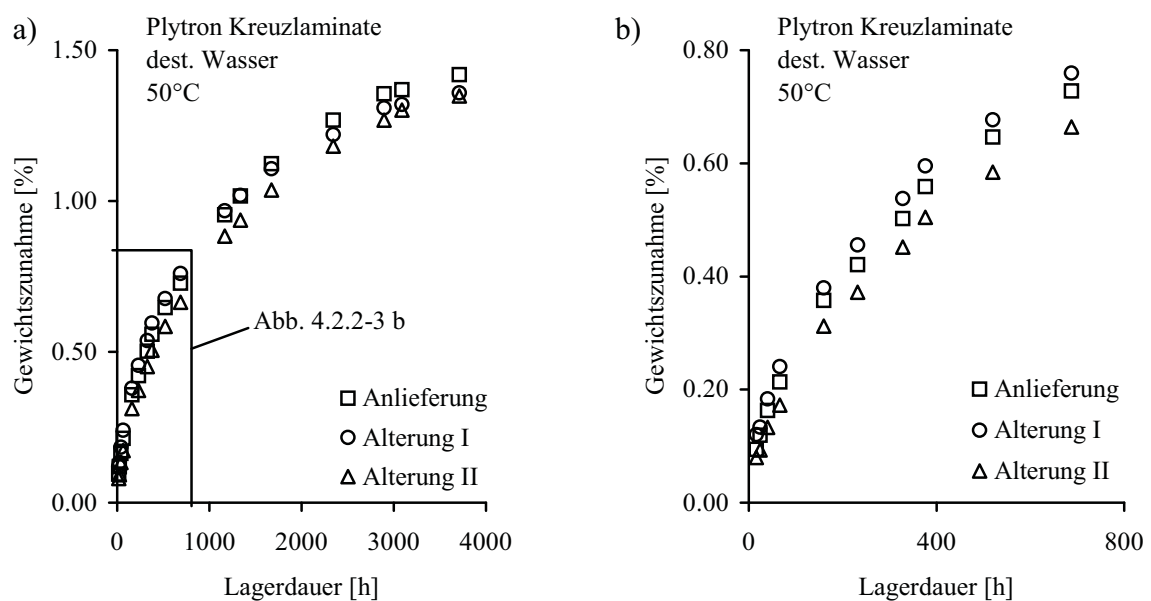 a)
Plytron Kreuzlaminate
dest. Wasser
50°C
1.50
1.00
0.50
0.00
Gewichtszunahme [%]
Abb. 4.2.2-3 b
Anlieferung
Alterung I
Alterung II
0 1000 2000 3000 4000
Lagerdauer [h]
b)
Plytron Kreuzlaminate
dest. Wasser
50°C
0.80
0.60
0.40
0.20
0.00
Gewichtszunahme [%]
Anlieferung
Alterung I
Alterung II
0 400 800
Lagerdauer [h]